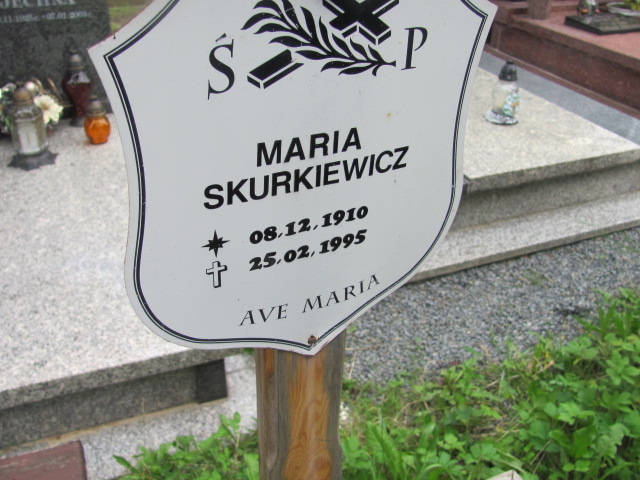 Ś P
MARIA
SKURKIEWICZ
08.12.1910
25.02.1995
AVE MARIA